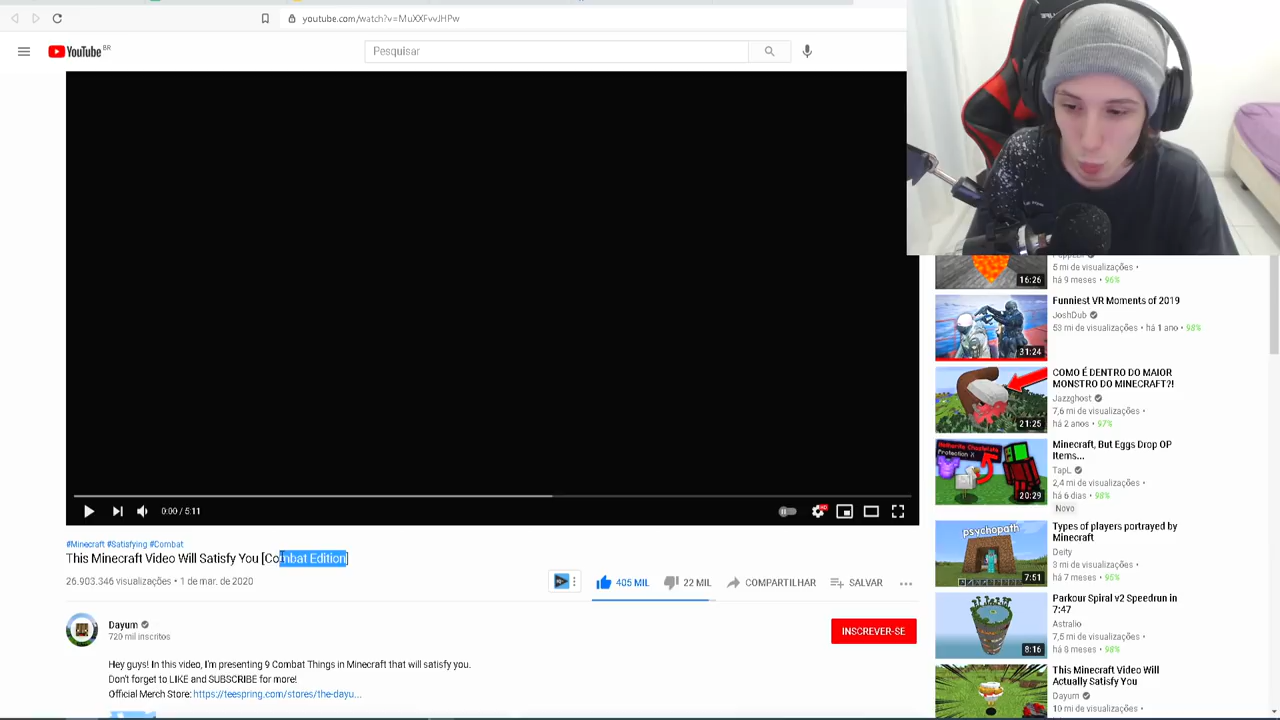 youtube.com/watch?v=MuXXFvvJHPw
YouTube BR
Pesquisar
0:00 / 5:11
#Minecraft #Satisfying #Combat
This Minecraft Video Will Satisfy You [Combat Edition]
26.903.346 visualizações • 1 de mar. de 2020
405 MIL
22 MIL
COMPARTILHAR
SALVAR
Dayum
720 mil inscritos
INSCREVER-SE
Hey guys! In this video, I'm presenting 9 Combat Things in Minecraft that will satisfy you.
Don't forget to LIKE and SUBSCRIBE for more!
Official Merch Store: https://teespring.com/stores/the-dayu...
16:26
5 mi de visualizações •
há 9 meses • 96%
31:24
Funniest VR Moments of 2019
JoshDub
53 mi de visualizações • há 1 ano • 98%
21:25
COMO É DENTRO DO MAIOR
MONSTRO DO MINECRAFT?!
Jazzghost
7,6 mi de visualizações •
há 2 anos • 97%
Protection X
20:29
Minecraft, But Eggs Drop OP
Items...
TapL
2,4 mi de visualizações •
há 6 dias • 98%
Novo
psychopath
7:51
Types of players portrayed by
Minecraft
Deity
3 mi de visualizações •
há 7 meses • 96%
8:16
Parkour Spiral v2 Speedrun in
7:47
Astralio
7,5 mi de visualizações •
há 8 meses • 98%
This Minecraft Video Will
Actually Satisfy You
Dayum
10 mi de visualizações •